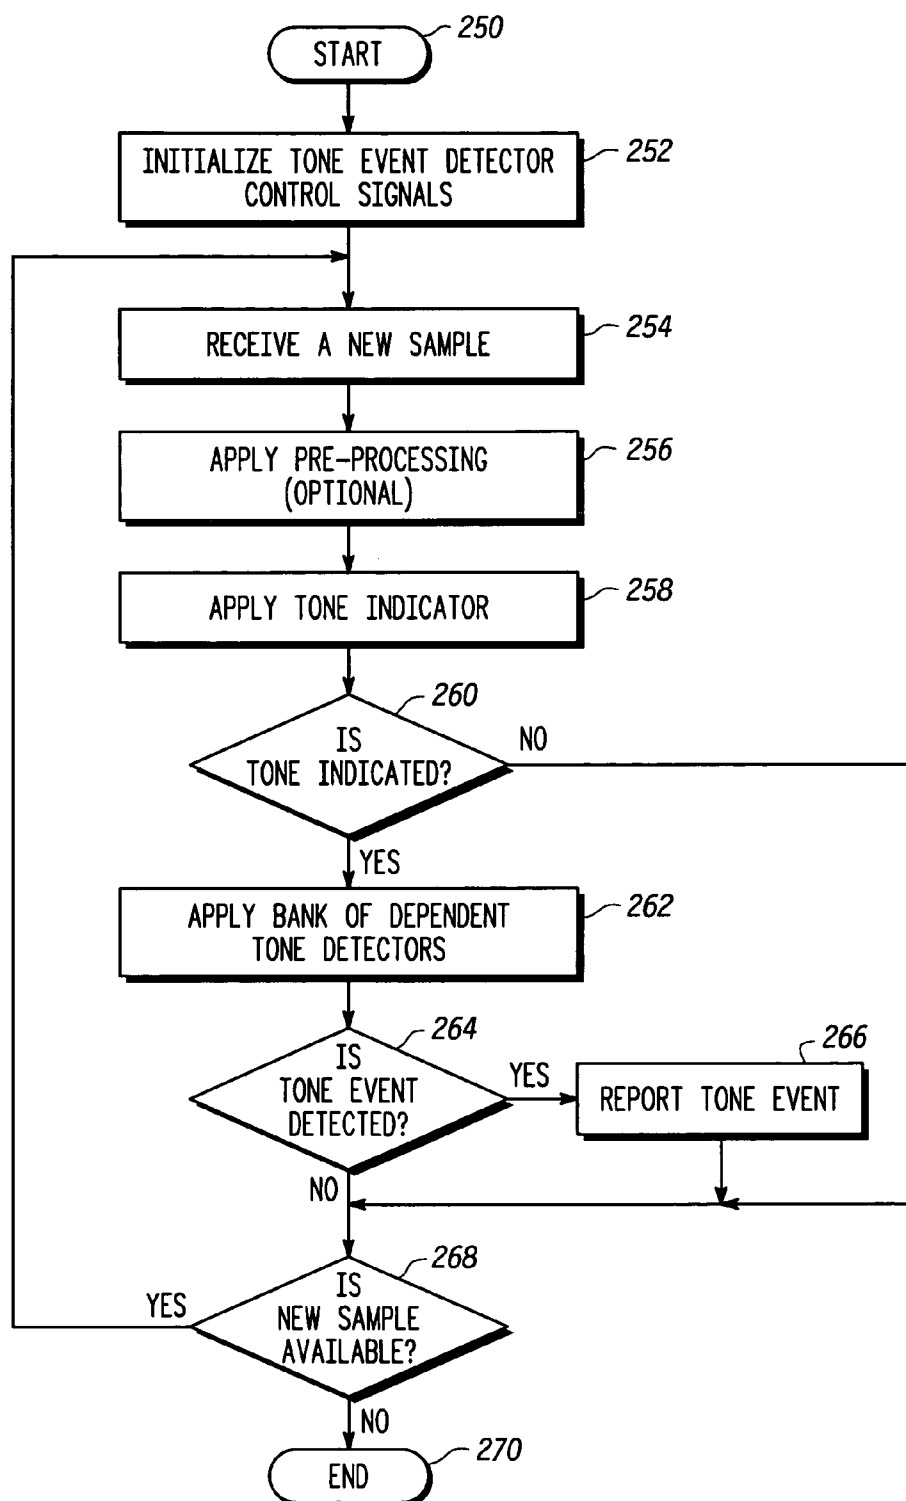 START
250
INITIALIZE TONE EVENT DETECTOR
CONTROL SIGNALS
252
RECEIVE A NEW SAMPLE
254
APPLY PRE-PROCESSING
(OPTIONAL)
256
APPLY TONE INDICATOR
258
260
IS
TONE INDICATED?
NO
YES
APPLY BANK OF DEPENDENT
TONE DETECTORS
262
264
IS
TONE EVENT
DETECTED?
YES
266
REPORT TONE EVENT
NO
268
IS
NEW SAMPLE
AVAILABLE?
YES
NO
END
270